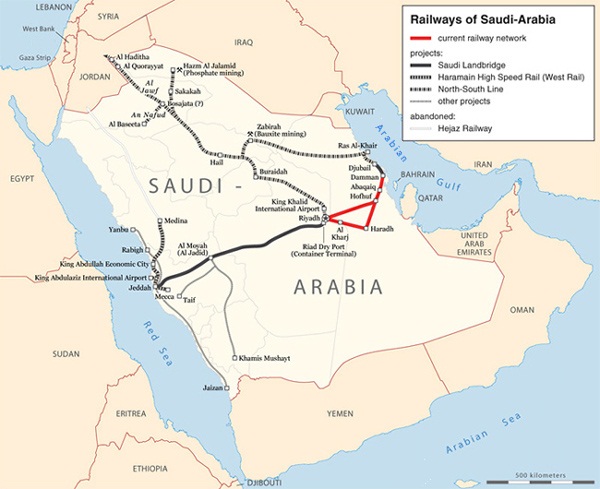 LEBANON
SYRIA
West Bank
IRAQ
Gaza Strip
JORDAN
Railways of Saudi-Arabia
current railway network
projects:
Saudi Landbridge
Haramain High Speed Rail (West Rail)
North-South Line
other projects
abandoned:
Hejaz Railway
Al Haditha
Al Qurayyat
Hazm Al Jalamid
(Phosphate mining)
Al
Jawf
Sakakah
Bosajata (?)
An Nafud
Al Baseeta
KUWAIT
Zabirah
(Bauxite mining)
Ras Al-Khair
Arabian
Gulf
IRAN
Hail
Buraidah
Djubail
Damman
Abaqaiq
Hofhuf
BAHRAIN
QATAR
EGYPT
SAUDI -
King Khalid
International Airport
Riyadh
Al
Kharj
Haradh
Riad Dry Port
(Container Terminal)
UNITED
ARAB
EMIRATES
Medina
Yanbu
Rabigh
Al Moyah
(Al Jadid)
King Abdullah Economic City
King Abdulaziz International Airport
Jeddah
Mecca
Taif
ARABIA
OMAN
Red Sea
SUDAN
Khamis Mushayt
Jaizan
YEMEN
ERITREA
Arabian Sea
ETHIOPIA
DJIBOUTI
500 kilometers